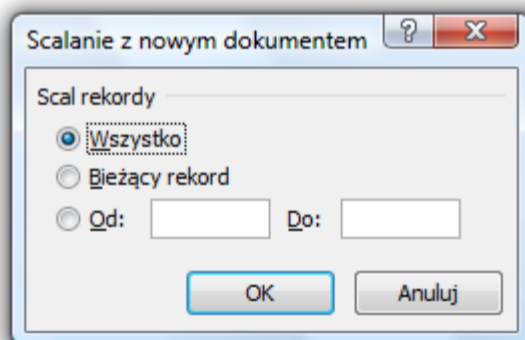 Scalanie z nowym dokumentem
Scal rekordy
Wszystko
Bieżący rekord
Od: Do:
OK Anuluj